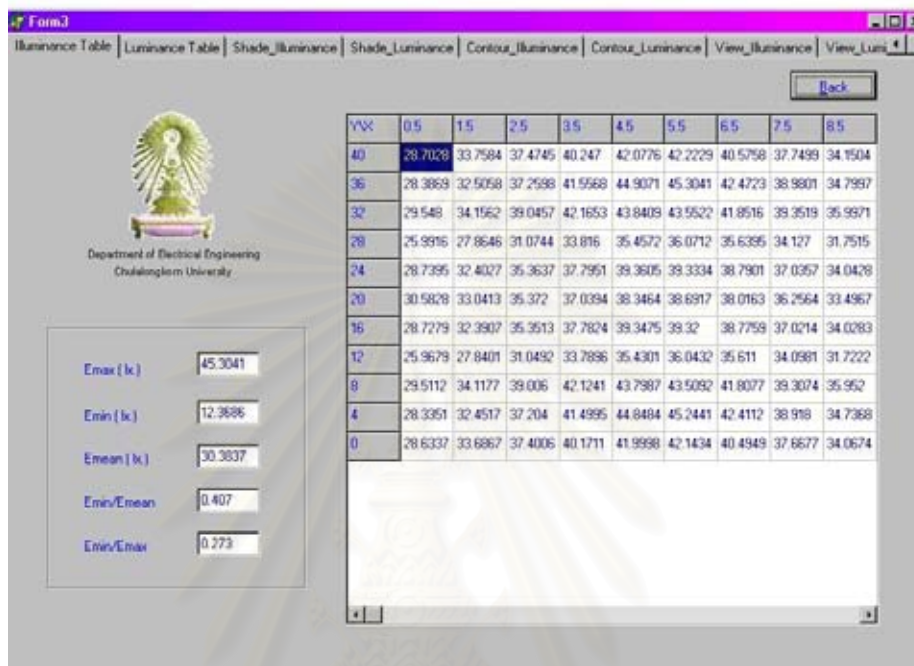 Form3
Illuminance Table Luminance Table Shade_Illuminance Shade_Luminance Contour_Illuminance Contour_Luminance View_Illuminance View_Lumi
Back
Department of Electrical Engineering
Chulalongkorn University
Y\X 0.5 1.5 2.5 3.5 4.5 5.5 6.5 7.5 8.5
40 28.7028 33.7584 37.4745 40.247 42.0776 42.2229 40.5758 37.7499 34.1504
36 28.3869 32.5058 37.2598 41.5568 44.9071 45.3041 42.4723 38.9801 34.7997
32 29.548 34.1562 39.0457 42.1653 43.8409 43.5522 41.8516 39.3519 35.9971
28 25.9916 27.8646 31.0744 33.816 35.4572 36.0712 35.6395 34.127 31.7515
24 28.7395 32.4027 35.3637 37.7951 39.3605 39.3334 38.7901 37.0357 34.0428
20 30.5828 33.0413 35.372 37.0394 38.3464 38.6917 38.0163 36.2564 33.4967
16 28.7279 32.3907 35.3513 37.7824 39.3475 39.32 38.7759 37.0214 34.0283
12 25.9679 27.8401 31.0492 33.7896 35.4301 36.0432 35.611 34.0981 31.7222
8 29.5112 34.1177 39.006 42.1241 43.7987 43.5092 41.8077 39.3074 35.952
4 28.3351 32.4517 37.204 41.4995 44.8484 45.2441 42.4112 38.918 34.7368
0 28.6337 33.6867 37.4006 40.1711 41.9998 42.1434 40.4949 37.6677 34.0674
Emax ( lx ) 45.3041
Emin ( lx ) 12.3686
Emean ( lx ) 30.3837
Emin/Emean 0.407
Emin/Emax 0.273